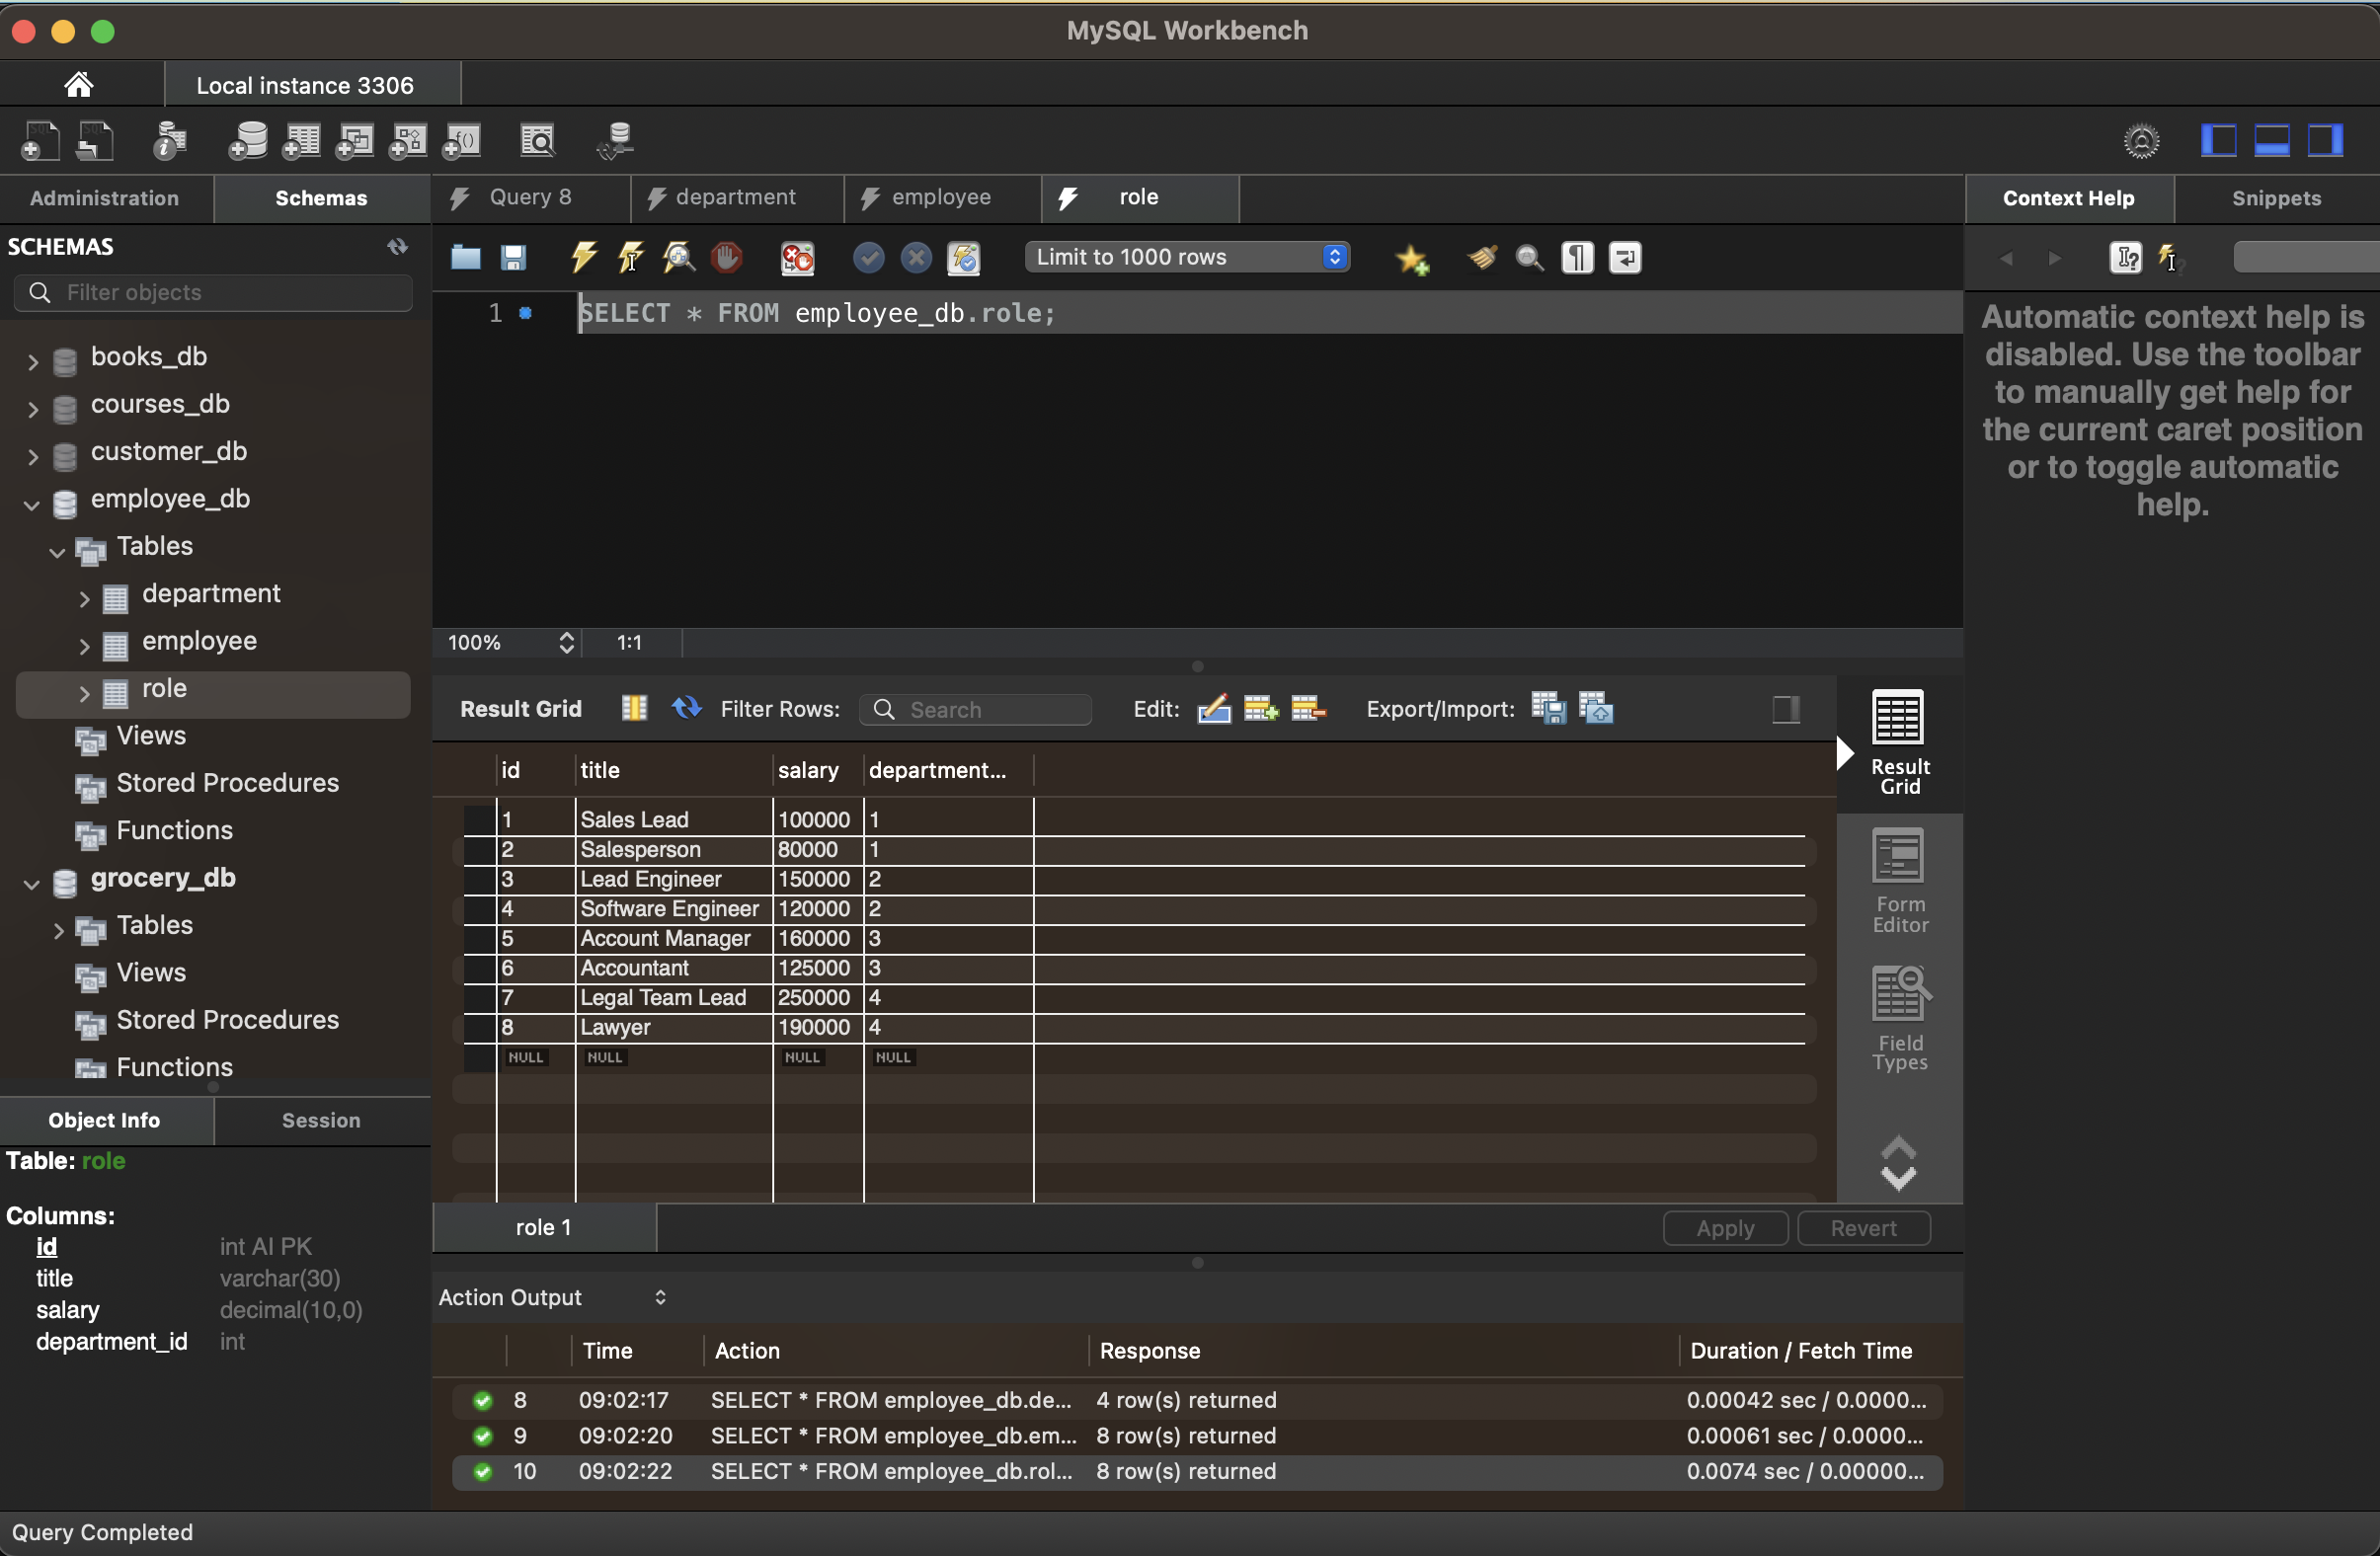 MySQL Workbench
Local instance 3306
Administration Schemas
Query 8 department employee role
Context Help Snippets
SCHEMAS
Filter objects
Limit to 1000 rows
1 SELECT * FROM employee_db.role;
Automatic context help is
disabled. Use the toolbar
to manually get help for
the current caret position
or to toggle automatic
help.
books_db
courses_db
customer_db
employee_db
Tables
department
employee
role
Views
Stored Procedures
Functions
grocery_db
Tables
Views
Stored Procedures
Functions
100% 1:1
Result Grid Filter Rows: Search Edit: Export/Import:
id title salary department...
1 Sales Lead 100000 1
2 Salesperson 80000 1
3 Lead Engineer 150000 2
4 Software Engineer 120000 2
5 Account Manager 160000 3
6 Accountant 125000 3
7 Legal Team Lead 250000 4
8 Lawyer 190000 4
NULL NULL NULL NULL
Result
Grid
Form
Editor
Field
Types
role 1 Apply Revert
Object Info Session
Table: role
Columns:
id int AI PK
title varchar(30)
salary decimal(10,0)
department_id int
Action Output
Time Action Response Duration / Fetch Time
8 09:02:17 SELECT * FROM employee_db.de... 4 row(s) returned 0.00042 sec / 0.0000...
9 09:02:20 SELECT * FROM employee_db.em... 8 row(s) returned 0.00061 sec / 0.0000...
10 09:02:22 SELECT * FROM employee_db.rol... 8 row(s) returned 0.0074 sec / 0.00000...
Query Completed